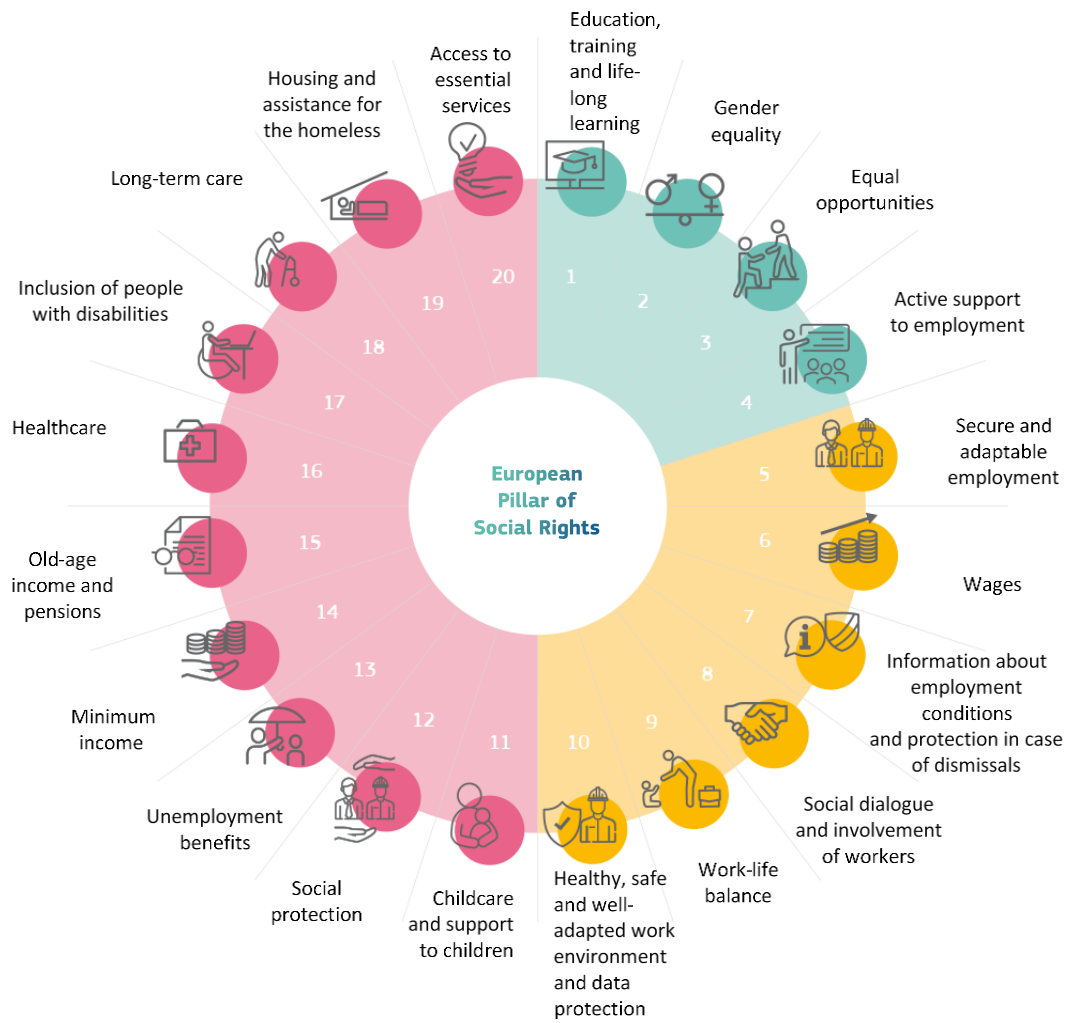 European
Pillar of
Social Rights
1
Education,
training
and life-
long
learning
2
Gender
equality
3
Equal
opportunities
4
Active support
to employment
5
Secure and
adaptable
employment
6
Wages
7
Information about
employment
conditions
and protection in case
of dismissals
8
Social dialogue
and involvement
of workers
9
Work-life
balance
10
Healthy, safe
and well-
adapted work
environment
and data
protection
11
Childcare
and support
to children
12
Social
protection
13
Unemployment
benefits
14
Minimum
income
15
Old-age
income and
pensions
16
Healthcare
17
Inclusion of people
with disabilities
18
Long-term care
19
Housing and
assistance for
the homeless
20
Access to
essential
services